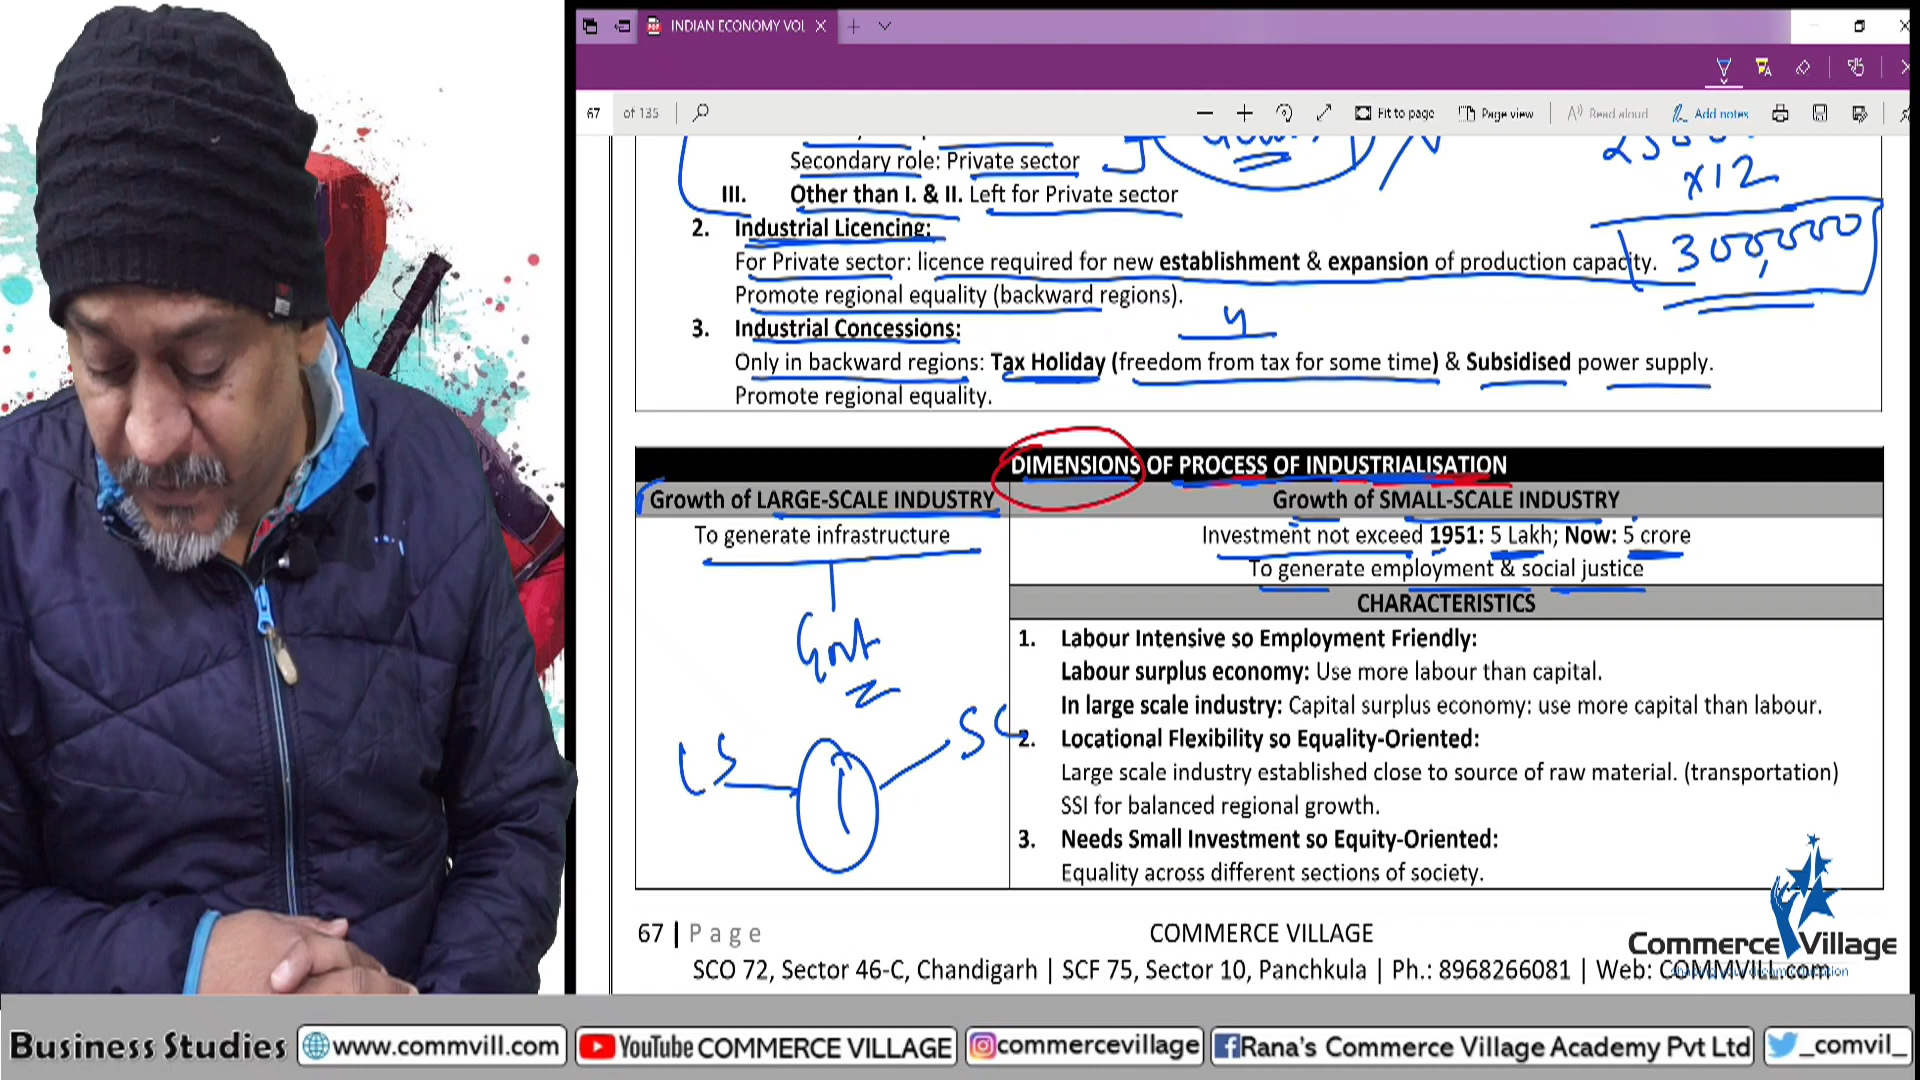 INDIAN ECONOMY VOL
67 of 135
Fit to page
Page view
Read aloud
Add notes
Secondary role: Private sector
III. Other than I. & II. Left for Private sector
x12
300,000
2. Industrial Licencing:
For Private sector: licence required for new establishment & expansion of production capacity.
Promote regional equality (backward regions).
3. Industrial Concessions:
Only in backward regions: Tax Holiday (freedom from tax for some time) & Subsidised power supply.
Promote regional equality.
DIMENSIONS OF PROCESS OF INDUSTRIALISATION
Growth of LARGE-SCALE INDUSTRY
To generate infrastructure
Govt
LS
Growth of SMALL-SCALE INDUSTRY
Investment not exceed 1951: 5 Lakh; Now: 5 crore
To generate employment & social justice
CHARACTERISTICS
1. Labour Intensive so Employment Friendly:
Labour surplus economy: Use more labour than capital.
In large scale industry: Capital surplus economy: use more capital than labour.
2. Locational Flexibility so Equality-Oriented:
Large scale industry established close to source of raw material. (transportation)
SSI for balanced regional growth.
3. Needs Small Investment so Equity-Oriented:
Equality across different sections of society.
67 | Page
COMMERCE VILLAGE
SCO 72, Sector 46-C, Chandigarh | SCF 75, Sector 10, Panchkula | Ph.: 8968266081 | Web: COMMVill.com
Commerce Village
Business Studies
www.commvill.com
YouTube COMMERCE VILLAGE
commercevillage
Rana's Commerce Village Academy Pvt Ltd
_comvil_